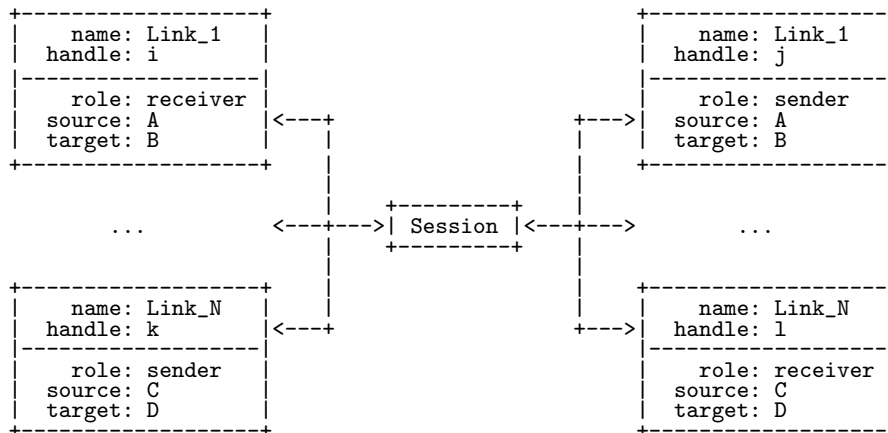 name: Link_1
handle: i
role: receiver
source: A
target: B
...
name: Link_N
handle: k
role: sender
source: C
target: D
Session
name: Link_1
handle: j
role: sender
source: A
target: B
...
name: Link_N
handle: l
role: receiver
source: C
target: D